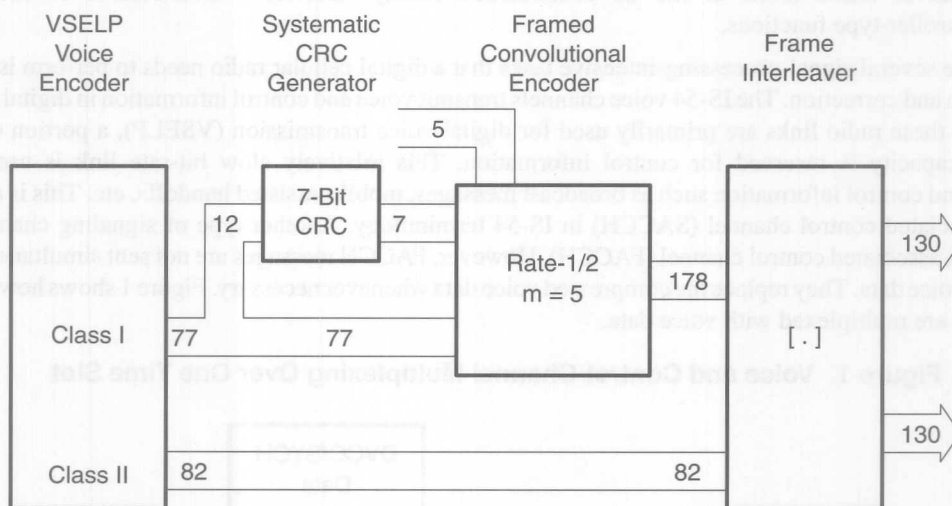 VSELP
Voice
Encoder
Systematic
CRC
Generator
Framed
Convolutional
Encoder
Frame
Interleaver
5
7-Bit
CRC
12
7
Rate-1/2
m = 5
178
130
Class I
77
77
[ . ]
130
Class II
82
82